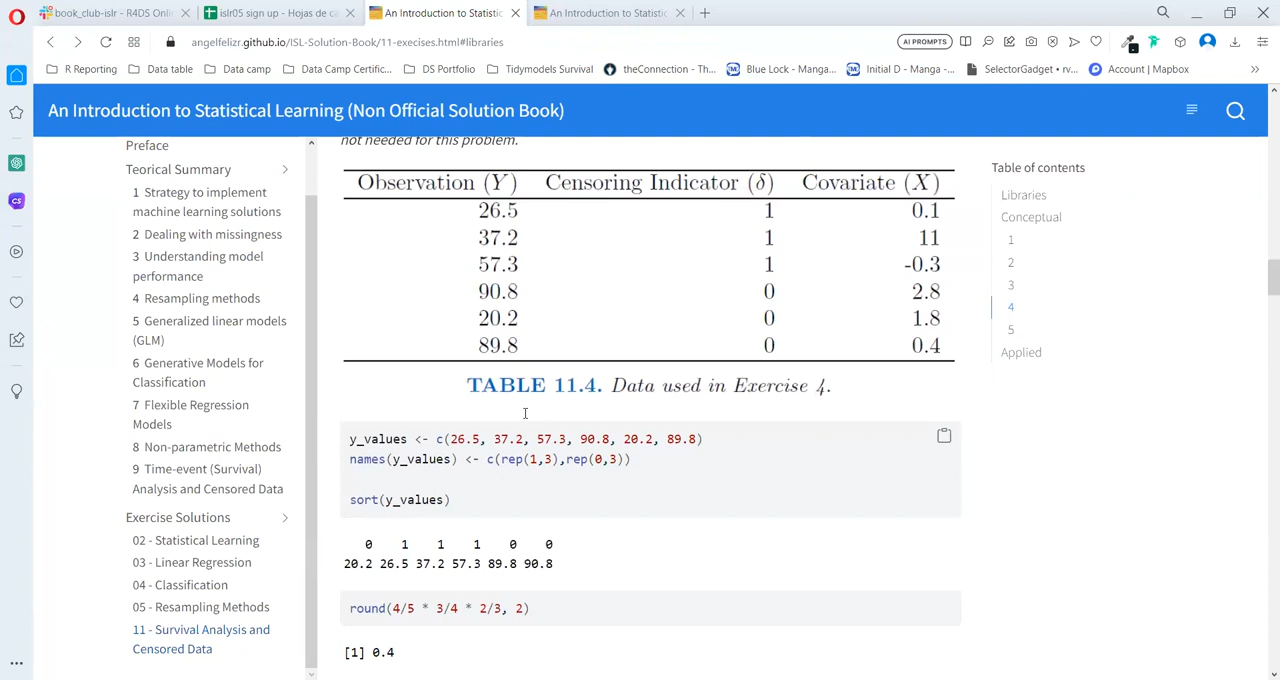 book_club-islr - R4DS Onli
islr05 sign up - Hojas de ca
An Introduction to Statistic
An Introduction to Statistic
angelfelizr.github.io/ISL-Solution-Book/11-execises.html#libraries
AI PROMPTS
R Reporting
Data table
Data camp
Data Camp Certific...
DS Portfolio
Tidymodels Survival
theConnection - Th...
Blue Lock - Manga...
Initial D - Manga -...
SelectorGadget • rv...
Account | Mapbox
An Introduction to Statistical Learning (Non Official Solution Book)
Preface
Teorical Summary
1 Strategy to implement
machine learning solutions
2 Dealing with missingness
3 Understanding model
performance
4 Resampling methods
5 Generalized linear models
(GLM)
6 Generative Models for
Classification
7 Flexible Regression
Models
8 Non-parametric Methods
9 Time-event (Survival)
Analysis and Censored Data
Exercise Solutions
02 - Statistical Learning
03 - Linear Regression
04 - Classification
05 - Resampling Methods
11 - Survival Analysis and
Censored Data
not needed for this problem.
Observation (Y) Censoring Indicator (δ) Covariate (X)
26.5 1 0.1
37.2 1 11
57.3 1 -0.3
90.8 0 2.8
20.2 0 1.8
89.8 0 0.4
TABLE 11.4. Data used in Exercise 4.
y_values <- c(26.5, 37.2, 57.3, 90.8, 20.2, 89.8)
names(y_values) <- c(rep(1,3),rep(0,3))
sort(y_values)
0 1 1 1 0 0
20.2 26.5 37.2 57.3 89.8 90.8
round(4/5 * 3/4 * 2/3, 2)
[1] 0.4
Table of contents
Libraries
Conceptual
1
2
3
4
5
Applied